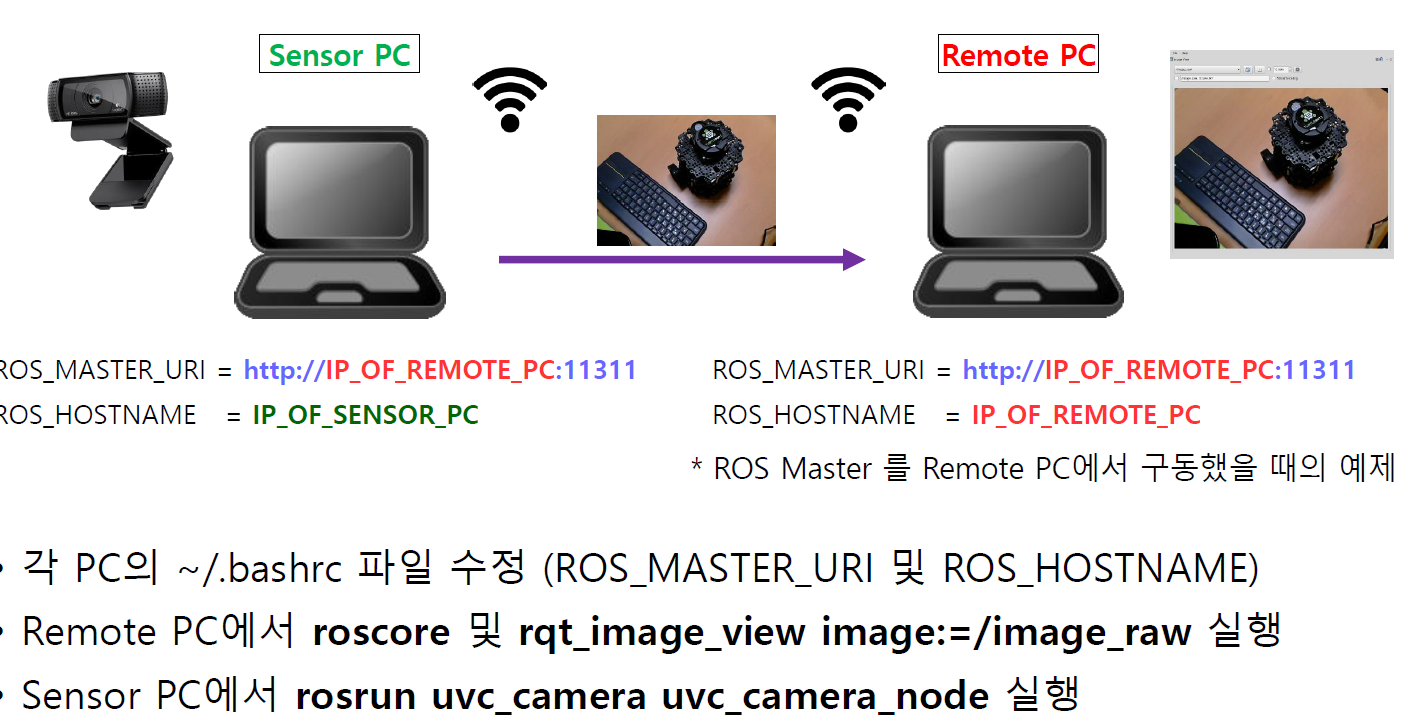 Sensor PC
Remote PC
ROS_MASTER_URI = http://IP_OF_REMOTE_PC:11311
ROS_HOSTNAME = IP_OF_SENSOR_PC
ROS_MASTER_URI = http://IP_OF_REMOTE_PC:11311
ROS_HOSTNAME = IP_OF_REMOTE_PC
* ROS Master 를 Remote PC에서 구동했을 때의 예제
• 각 PC의 ~/.bashrc 파일 수정 (ROS_MASTER_URI 및 ROS_HOSTNAME)
• Remote PC에서 roscore 및 rqt_image_view image:=/image_raw 실행
• Sensor PC에서 rosrun uvc_camera uvc_camera_node 실행